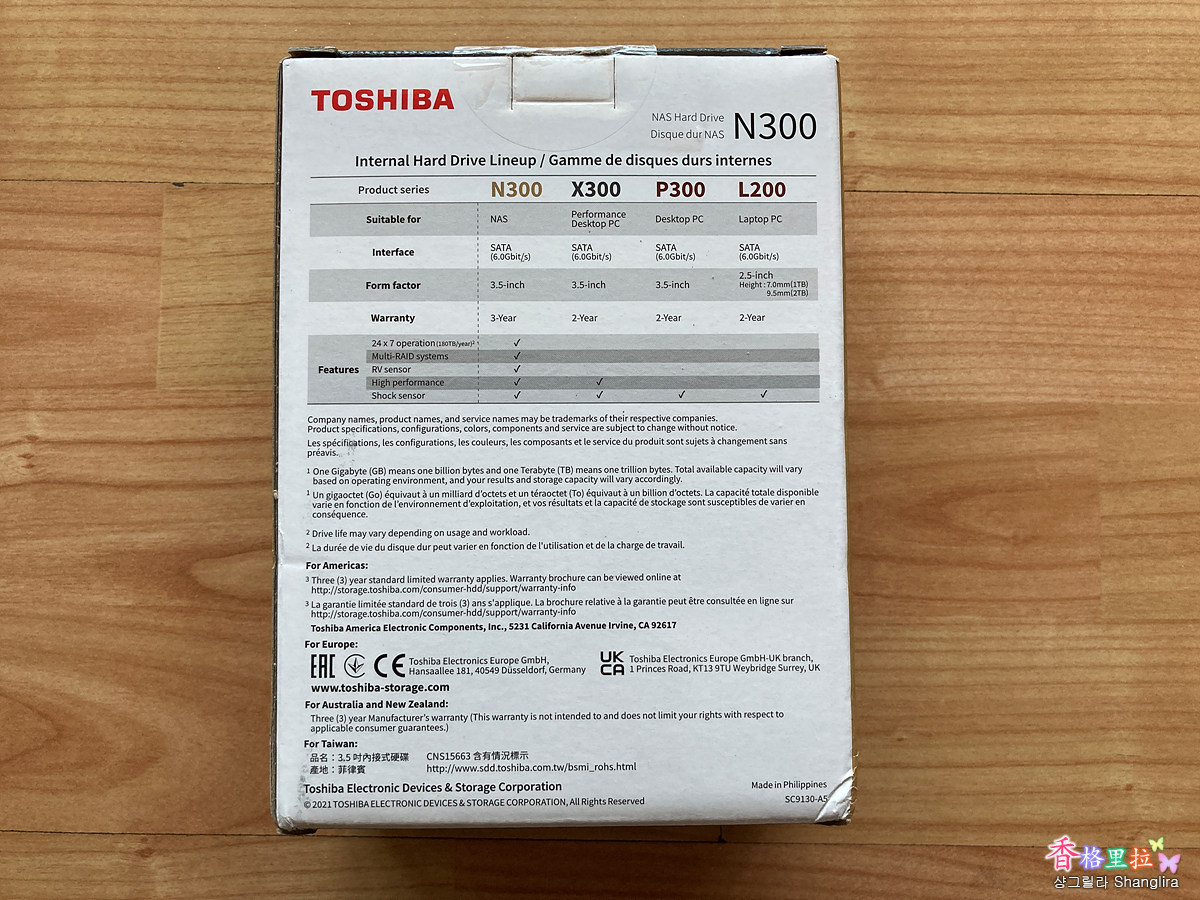 TOSHIBA
NAS Hard Drive
Disque dur NAS
N300
Internal Hard Drive Lineup / Gamme de disques durs internes
Product series N300 X300 P300 L200
Suitable for NAS Performance Desktop PC Desktop PC Laptop PC
Interface SATA (6.0Gbit/s) SATA (6.0Gbit/s) SATA (6.0Gbit/s) SATA (6.0Gbit/s)
Form factor 3.5-inch 3.5-inch 3.5-inch 2.5-inch Height : 7.0mm(1TB) 9.5mm(2TB)
Warranty 3-Year 2-Year 2-Year 2-Year
Features
24 x 7 operation (180TB/year)² ✓
Multi-RAID systems ✓
RV sensor ✓
High performance ✓ ✓
Shock sensor ✓ ✓ ✓ ✓
Company names, product names, and service names may be trademarks of their respective companies.
Product specifications, configurations, colors, components and service are subject to change without notice.
Les spécifications, les configurations, les couleurs, les composants et le service du produit sont sujets à changement sans
préavis.
¹ One Gigabyte (GB) means one billion bytes and one Terabyte (TB) means one trillion bytes. Total available capacity will vary
based on operating environment, and your results and storage capacity will vary accordingly.
¹ Un gigaoctet (Go) équivaut à un milliard d'octets et un téraoctet (To) équivaut à un billion d'octets. La capacité totale disponible
varie en fonction de l'environnement d'exploitation, et vos résultats et la capacité de stockage sont susceptibles de varier en
conséquence.
² Drive life may vary depending on usage and workload.
² La durée de vie du disque dur peut varier en fonction de l'utilisation et de la charge de travail.
For Americas:
³ Three (3) year standard limited warranty applies. Warranty brochure can be viewed online at
http://storage.toshiba.com/consumer-hdd/support/warranty-info
³ La garantie limitée standard de trois (3) ans s'applique. La brochure relative à la garantie peut être consultée en ligne sur
http://storage.toshiba.com/consumer-hdd/support/warranty-info
Toshiba America Electronic Components, Inc., 5231 California Avenue Irvine, CA 92617
For Europe:
EAC CE Toshiba Electronics Europe GmbH,
Hansaallee 181, 40549 Düsseldorf, Germany
UK CA Toshiba Electronics Europe GmbH-UK branch,
1 Princes Road, KT13 9TU Weybridge Surrey, UK
www.toshiba-storage.com
For Australia and New Zealand:
Three (3) year Manufacturer's warranty (This warranty is not intended to and does not limit your rights with respect to
applicable consumer guarantees.)
For Taiwan:
品名：3.5 吋內接式硬碟 CNS15663 含有情況標示
產地：菲律賓 http://www.sdd.toshiba.com.tw/bsmi_rohs.html
Toshiba Electronic Devices & Storage Corporation
Made in Philippines
© 2021 TOSHIBA ELECTRONIC DEVICES & STORAGE CORPORATION, All Rights Reserved
SC9130-A5
香格里拉
샹그릴라 Shanglira